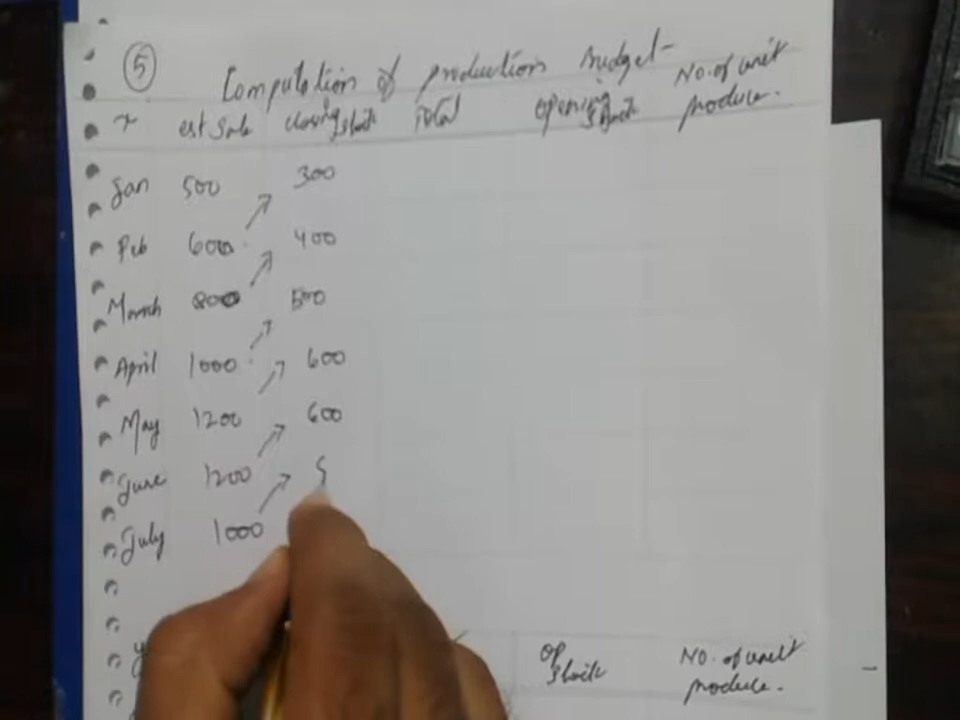 5 Computation of production Budget
No. of unit
est Sale closing stock Total opening stock produce.
Jan 500 300
Feb 600 400
March 800 500
April 1000 600
May 1200 600
June 1200 5
July 1000
OP stock No. of unit
produce.